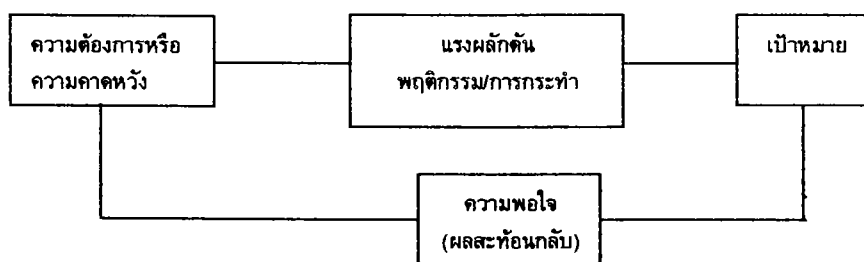 ความต้องการหรือ
ความคาดหวัง
แรงผลักดัน
พฤติกรรม/การกระทำ
เป้าหมาย
ความพอใจ
(ผลสะท้อนกลับ)